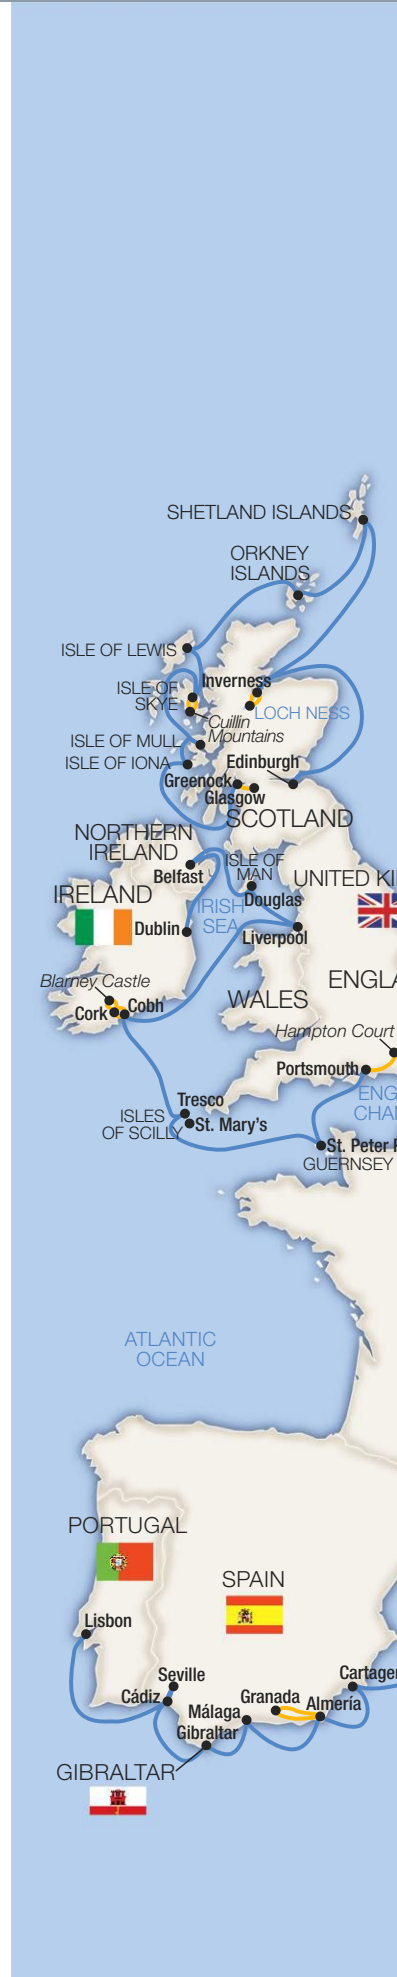 SHETLAND ISLANDS
ORKNEY
ISLANDS
ISLE OF LEWIS
Inverness
ISLE OF
SKYE
LOCH NESS
Cuillin
Mountains
ISLE OF MULL
ISLE OF IONA
Edinburgh
Greenock
Glasgow
SCOTLAND
NORTHERN
IRELAND
ISLE OF
MAN
Belfast
UNITED KI
IRELAND
Douglas
IRISH
SEA
Dublin
Liverpool
Blarney Castle
ENGLA
WALES
Cobh
Cork
Hampton Court
Portsmouth
ENG
CHA
Tresco
ISLES
OF SCILLY
St. Mary's
St. Peter P
GUERNSEY
ATLANTIC
OCEAN
PORTUGAL
SPAIN
Lisbon
Seville
Cartage
Cádiz
Granada
Almería
Málaga
Gibraltar
GIBRALTAR